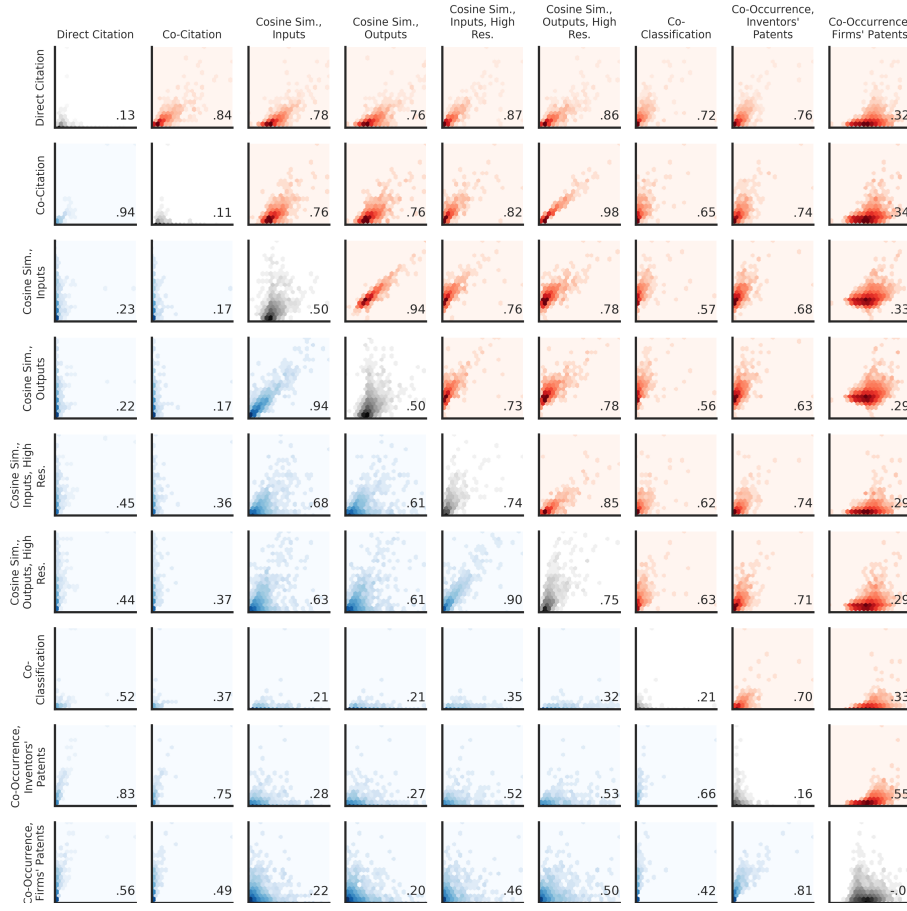 Direct Citation
Co-Citation
Cosine Sim.,
Inputs
Cosine Sim.,
Outputs
Cosine Sim.,
Inputs, High
Res.
Cosine Sim.,
Outputs, High
Res.
Co-
Classification
Co-Occurrence,
Inventors'
Patents
Co-Occurrence
Firms' Patents
Direct Citation
.13
.84
.78
.76
.87
.86
.72
.76
.32
Co-Citation
.94
.11
.76
.76
.82
.98
.65
.74
.34
Cosine Sim.,
Inputs
.23
.17
.50
.94
.76
.78
.57
.68
.33
Cosine Sim.,
Outputs
.22
.17
.94
.50
.73
.78
.56
.63
.29
Cosine Sim.,
Inputs, High
Res.
.45
.36
.68
.61
.74
.85
.62
.74
.29
Cosine Sim.,
Outputs, High
Res.
.44
.37
.63
.61
.90
.75
.63
.71
.29
Co-
Classification
.52
.37
.21
.21
.35
.32
.21
.70
.33
Co-Occurrence,
Inventors'
Patents
.83
.75
.28
.27
.52
.53
.66
.16
.55
Co-Occurrence,
Firms' Patents
.56
.49
.22
.20
.46
.50
.42
.81
-.0